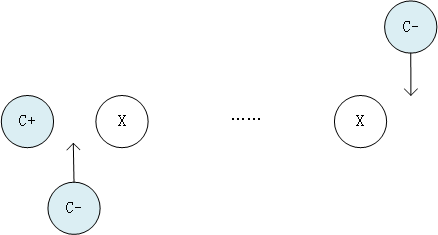 C-
C+ X ...... X
C-